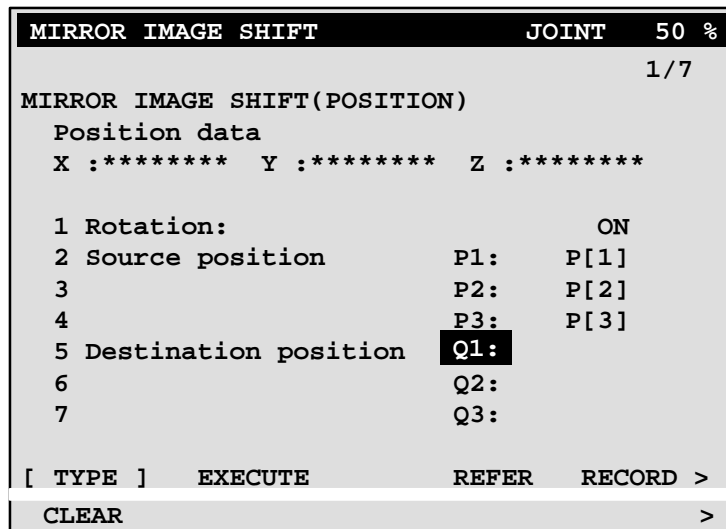 MIRROR IMAGE SHIFT JOINT 50 %
1/7
MIRROR IMAGE SHIFT(POSITION)
Position data
X :******** Y :******** Z :********
1 Rotation: ON
2 Source position P1: P[1]
3 P2: P[2]
4 P3: P[3]
5 Destination position Q1:
6 Q2:
7 Q3:
[ TYPE ] EXECUTE REFER RECORD >
CLEAR >